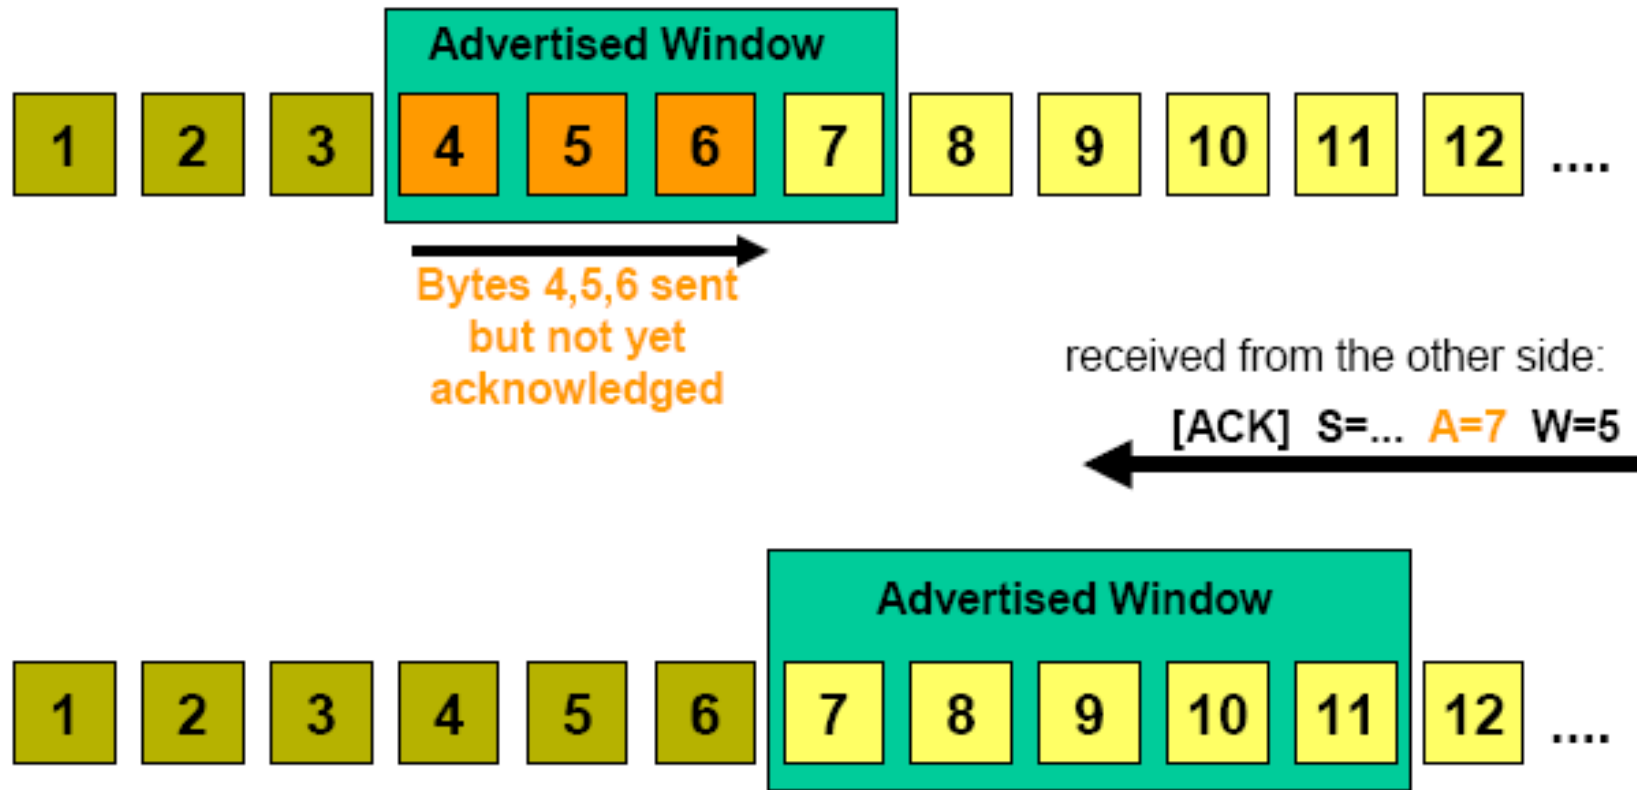 Advertised Window
1 2 3 4 5 6 7 8 9 10 11 12 ....
Bytes 4,5,6 sent
but not yet
acknowledged
received from the other side:
[ACK] S=... A=7 W=5
Advertised Window
1 2 3 4 5 6 7 8 9 10 11 12 ....